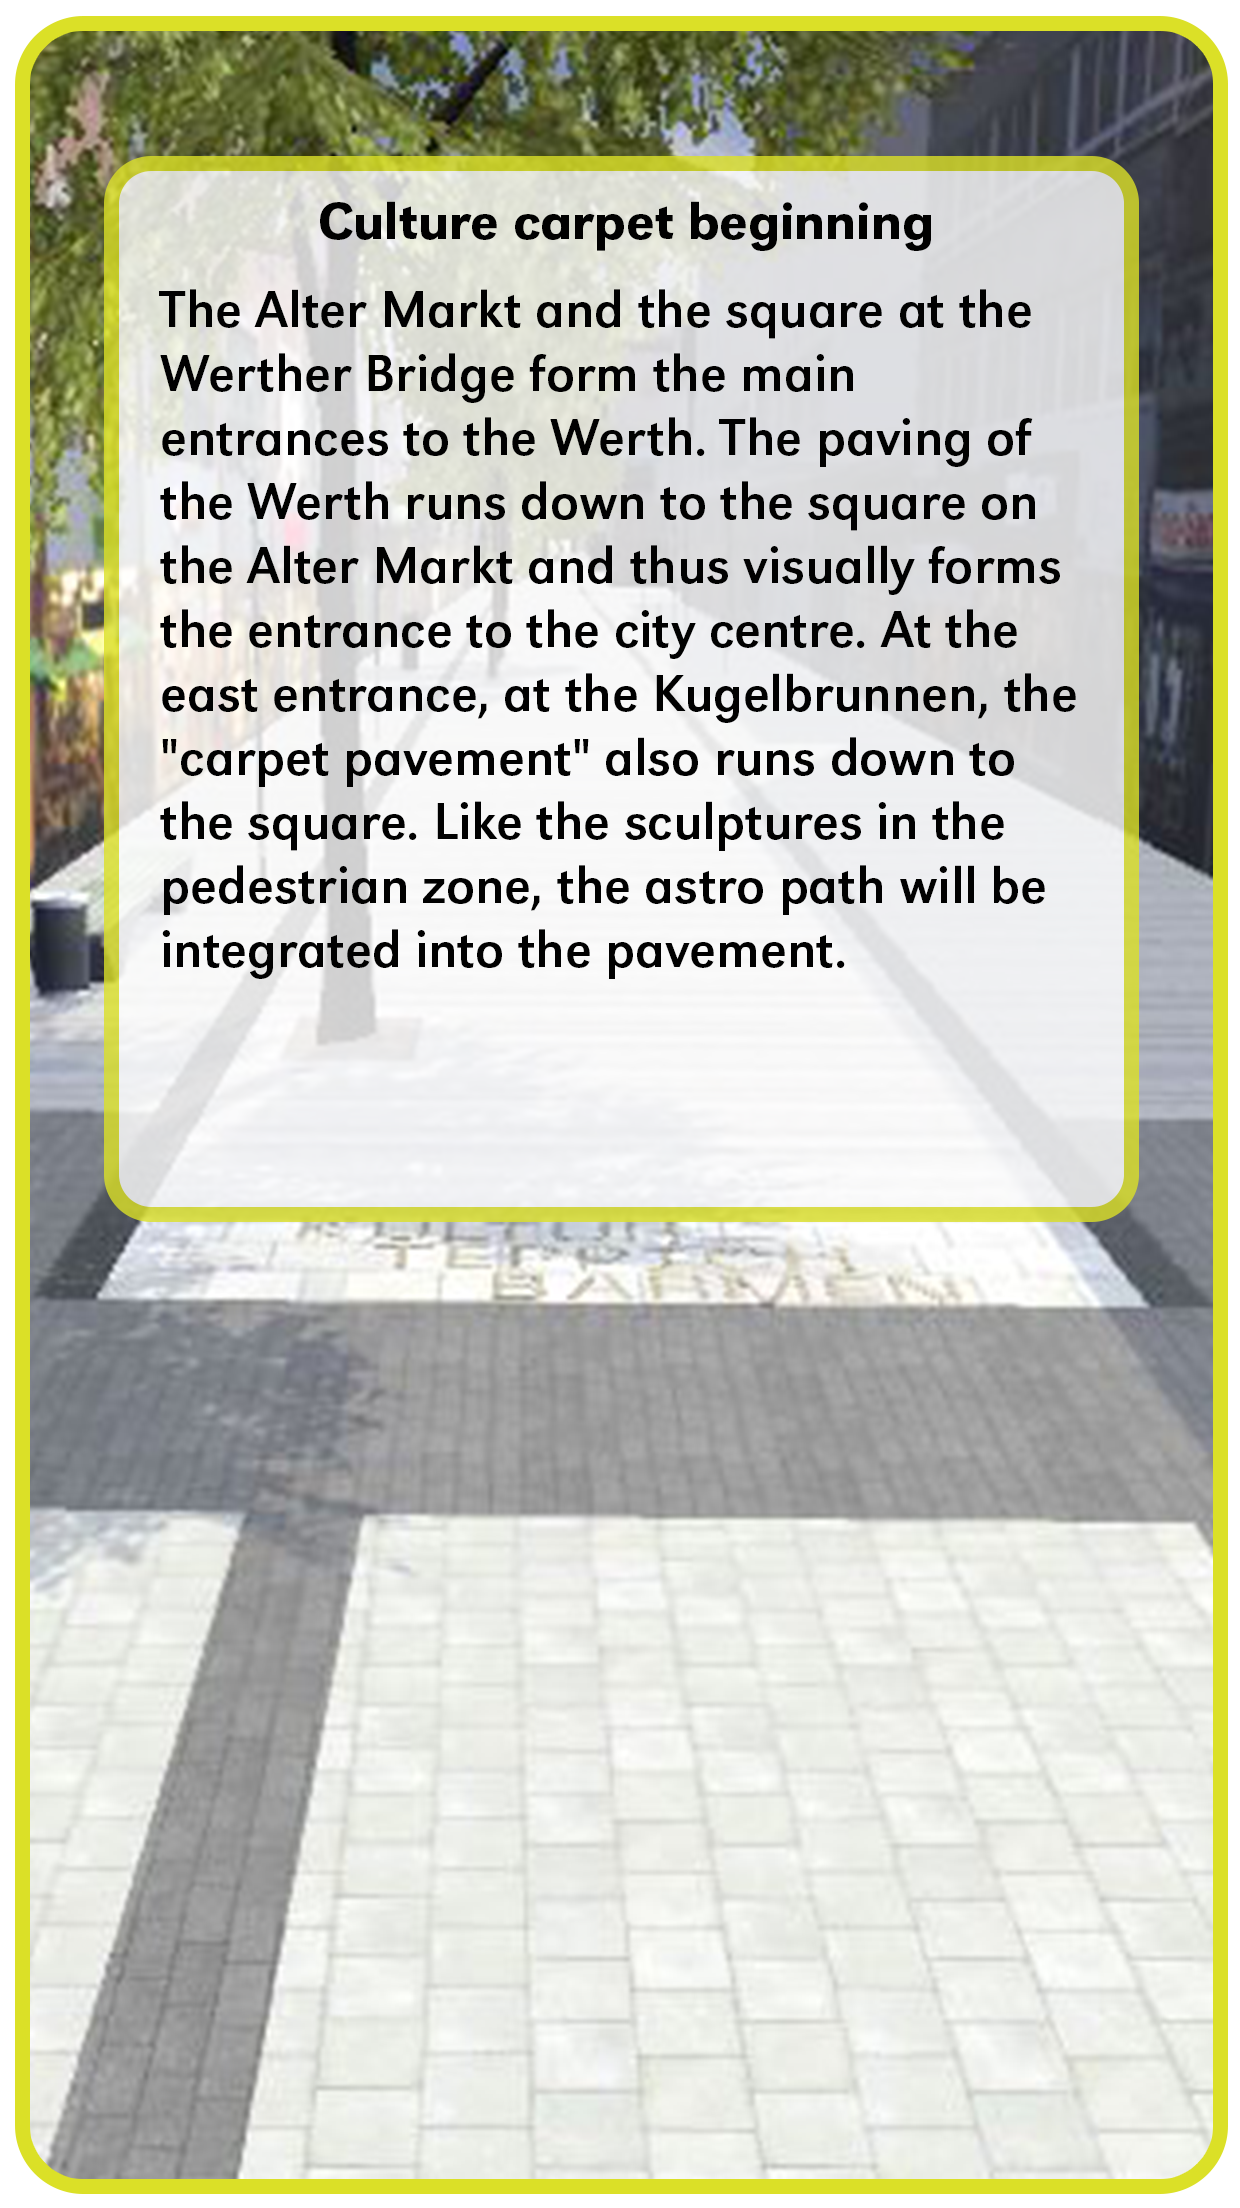 Culture carpet beginning
The Alter Markt and the square at the
Werther Bridge form the main
entrances to the Werth. The paving of
the Werth runs down to the square on
the Alter Markt and thus visually forms
the entrance to the city centre. At the
east entrance, at the Kugelbrunnen, the
"carpet pavement" also runs down to
the square. Like the sculptures in the
pedestrian zone, the astro path will be
integrated into the pavement.
TEPPICH
BARMEN